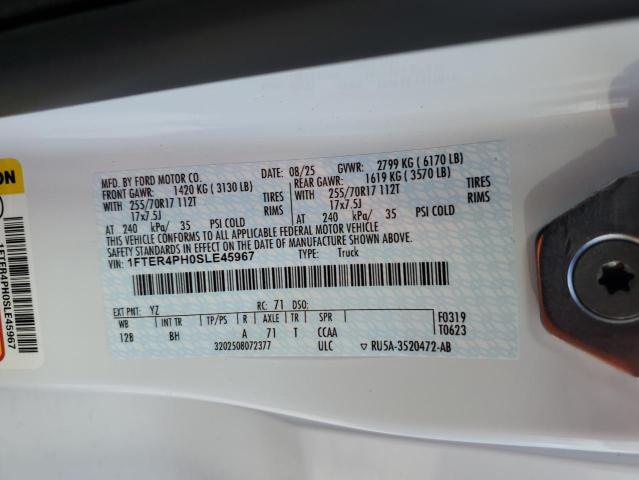 MFD. BY FORD MOTOR CO.
DATE: 08/25 GVWR: 2799 KG ( 6170 LB)
FRONT GAWR: 1420 KG ( 3130 LB) REAR GAWR: 1619 KG ( 3570 LB)
WITH 255/70R17 112T TIRES WITH 255/70R17 112T TIRES
17x7.5J RIMS 17x7.5J RIMS
AT 240 kPa/ 35 PSI COLD AT 240 kPa/ 35 PSI COLD
THIS VEHICLE CONFORMS TO ALL APPLICABLE FEDERAL MOTOR VEHICLE
SAFETY STANDARDS IN EFFECT ON THE DATE OF MANUFACTURE SHOWN ABOVE.
VIN: 1FTER4PH0SLE45967 TYPE: Truck
EXT PNT: YZ RC: 71 DSO:
WB INT TR TP/PS R AXLE TR SPR
12B BH A 71 T CCAA
3202508072377 ULC
F0319
T0623
▽ RU5A-3520472-AB
ON
1FTER4PH0SLE45967